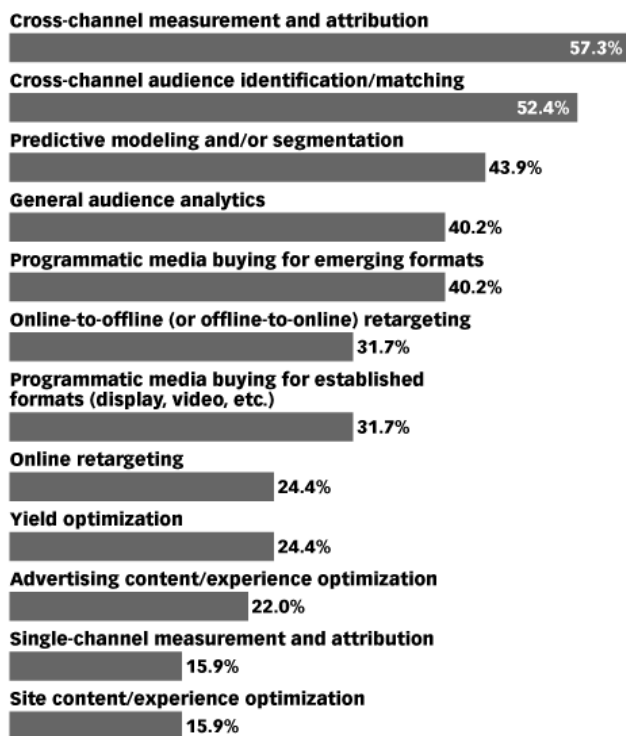 Cross-channel measurement and attribution
57.3%
Cross-channel audience identification/matching
52.4%
Predictive modeling and/or segmentation
43.9%
General audience analytics
40.2%
Programmatic media buying for emerging formats
40.2%
Online-to-offline (or offline-to-online) retargeting
31.7%
Programmatic media buying for established
formats (display, video, etc.)
31.7%
Online retargeting
24.4%
Yield optimization
24.4%
Advertising content/experience optimization
22.0%
Single-channel measurement and attribution
15.9%
Site content/experience optimization
15.9%